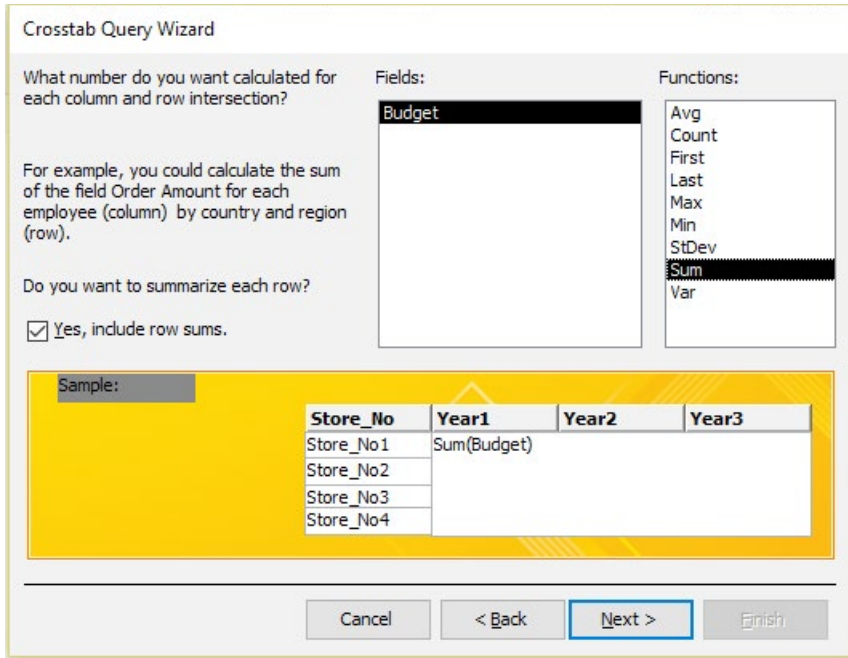 Crosstab Query Wizard
What number do you want calculated for
each column and row intersection?
For example, you could calculate the sum
of the field Order Amount for each
employee (column) by country and region
(row).
Do you want to summarize each row?
Yes, include row sums.
Fields:
Budget
Functions:
Avg
Count
First
Last
Max
Min
StDev
Sum
Var
Sample:
Store_No Year1 Year2 Year3
Store_No1 Sum(Budget)
Store_No2
Store_No3
Store_No4
Cancel < Back Next > Finish